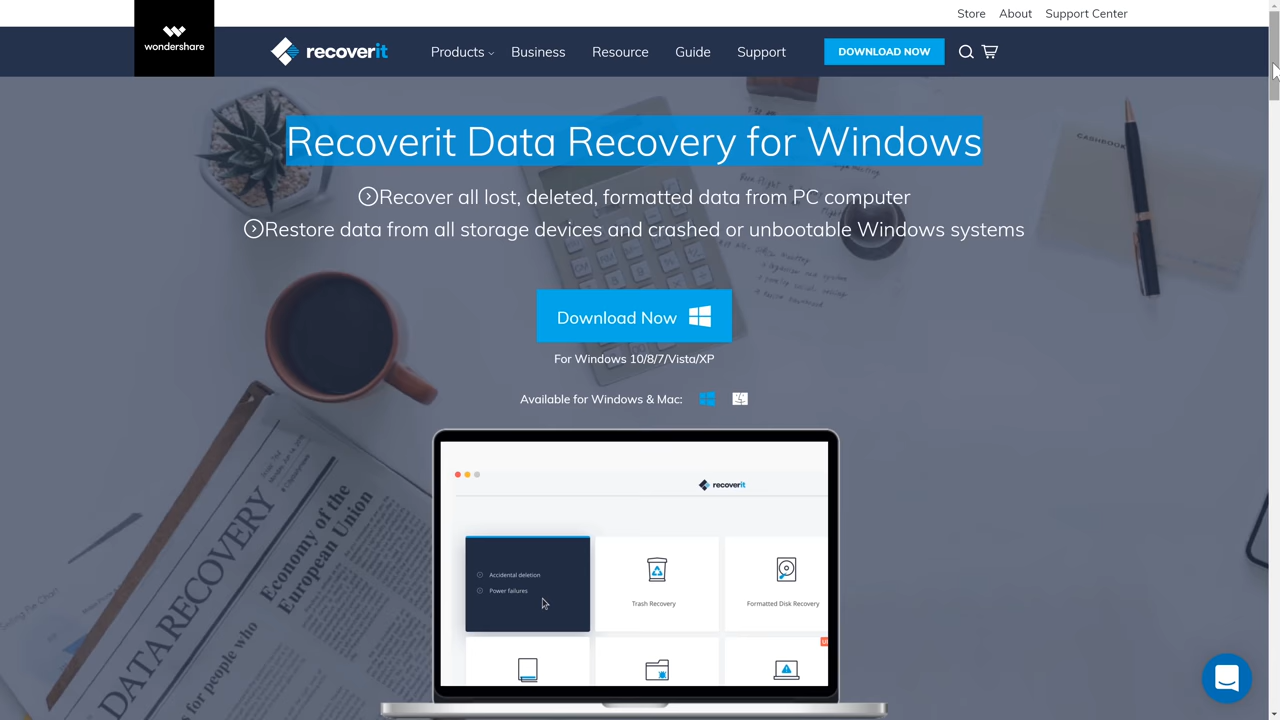 Store About Support Center
wondershare
recoverit Products Business Resource Guide Support DOWNLOAD NOW
Recoverit Data Recovery for Windows
Recover all lost, deleted, formatted data from PC computer
Restore data from all storage devices and crashed or unbootable Windows systems
CASHBOOK
Download Now
For Windows 10/8/7/Vista/XP
Available for Windows & Mac:
recoverit
Accidental deletion
Power failures
Trash Recovery
Formatted Disk Recovery
DATA RECOVERY
Economy of the
European Union